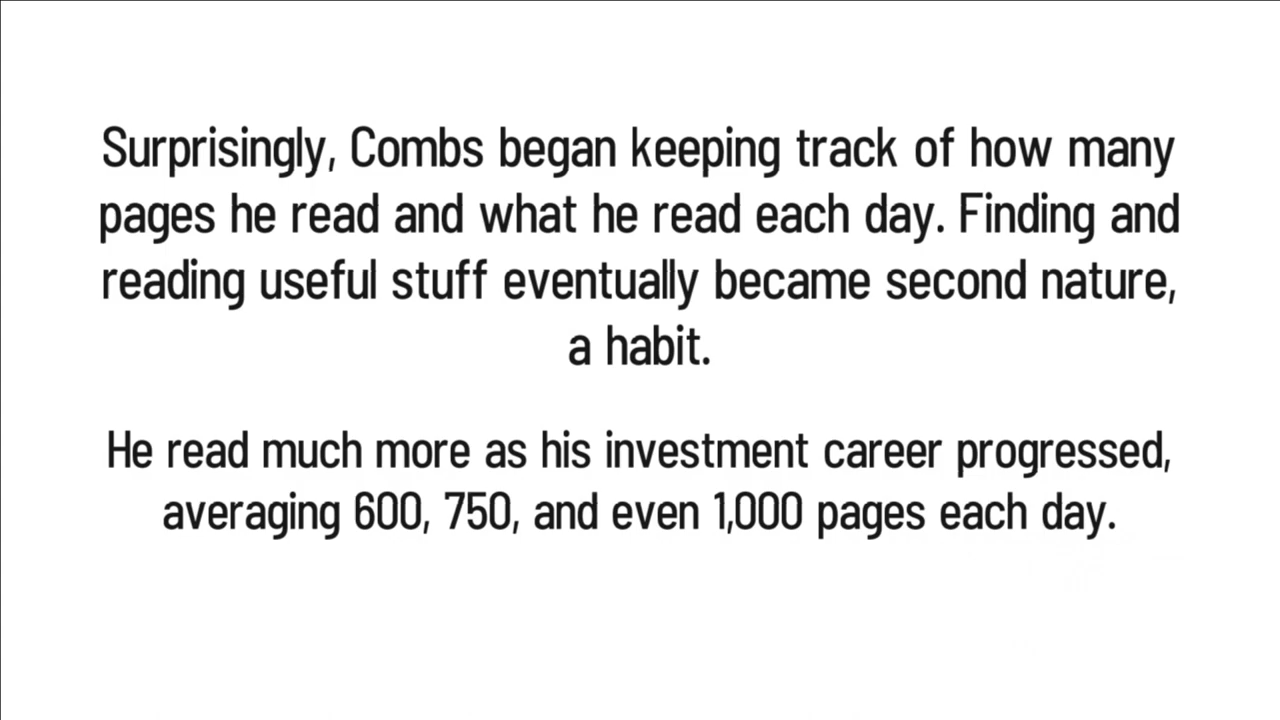 Surprisingly, Combs began keeping track of how many
pages he read and what he read each day. Finding and
reading useful stuff eventually became second nature,
a habit.
He read much more as his investment career progressed,
averaging 600, 750, and even 1,000 pages each day.